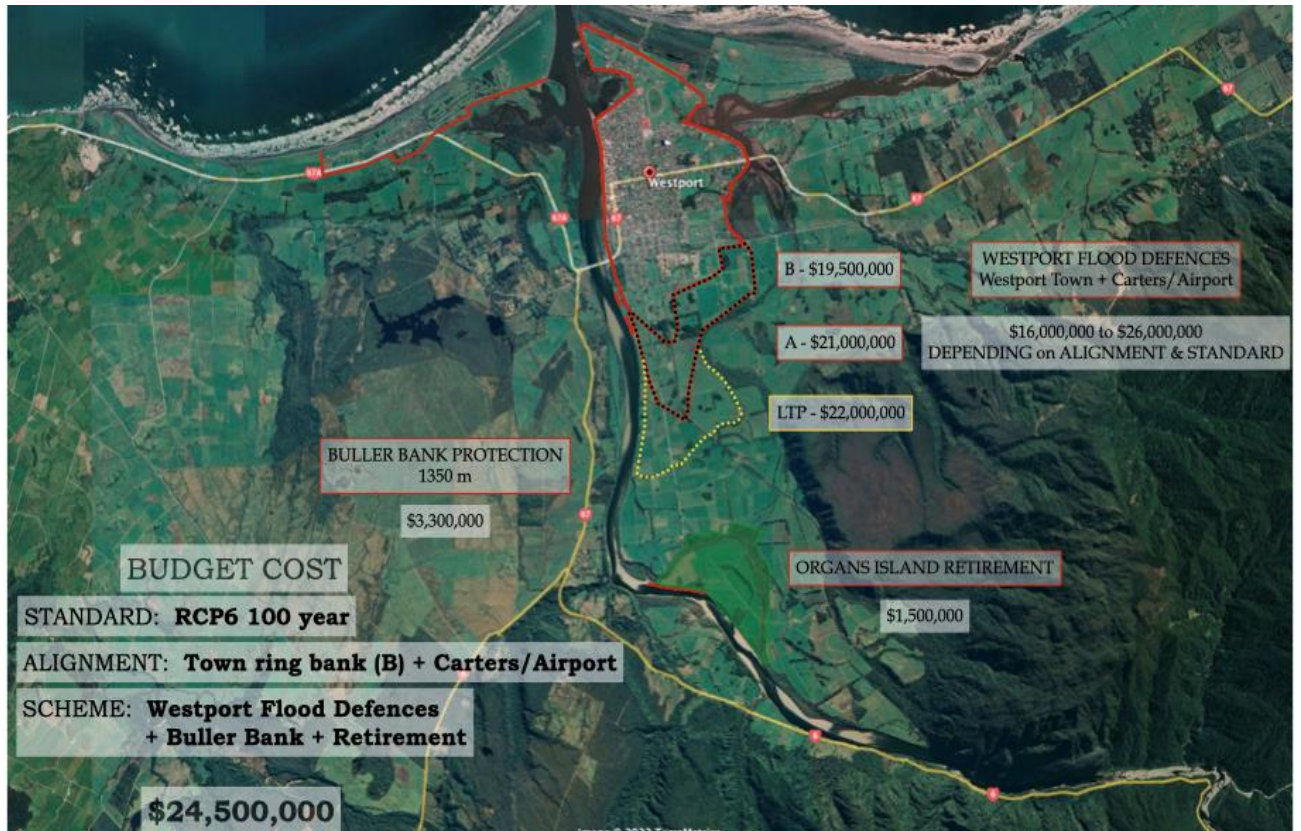 67
67A
67A
67
67
Westport
67
B - $19,500,000
WESTPORT FLOOD DEFENCES
Westport Town + Carters/Airport
A - $21,000,000
$16,000,000 to $26,000,000
DEPENDING on ALIGNMENT & STANDARD
LTP - $22,000,000
BULLER BANK PROTECTION
1350 m
$3,300,000
67
ORGANS ISLAND RETIREMENT
$1,500,000
BUDGET COST
STANDARD: RCP6 100 year
ALIGNMENT: Town ring bank (B) + Carters/Airport
SCHEME: Westport Flood Defences
+ Buller Bank + Retirement
6
6
$24,500,000